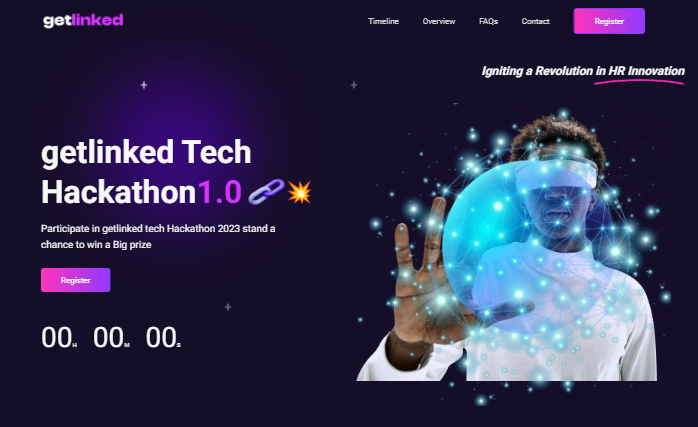 getlinked
Timeline
Overview
FAQs
Contact
Register
Igniting a Revolution in HR Innovation
getlinked Tech
Hackathon1.0 🔗💥
Participate in getlinked tech Hackathon 2023 stand a
chance to win a Big prize
Register
00H 00M 00S